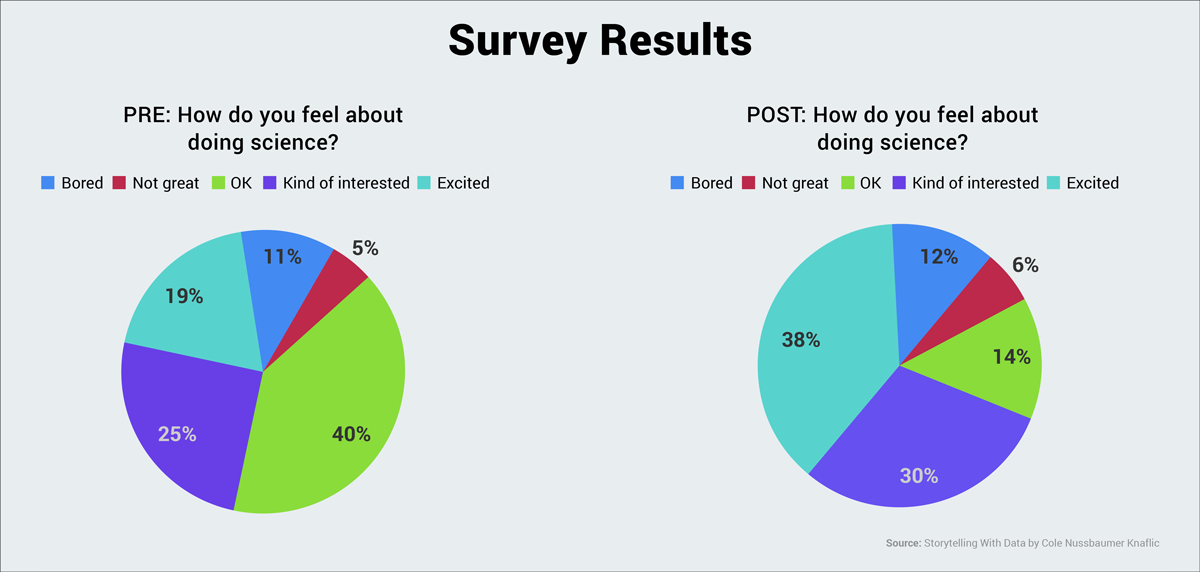 Survey Results
PRE: How do you feel about
doing science?
Bored Not great OK Kind of interested Excited
11%
5%
40%
25%
19%
POST: How do you feel about
doing science?
Bored Not great OK Kind of interested Excited
12%
6%
14%
30%
38%
Source: Storytelling With Data by Cole Nussbaumer Knaflic